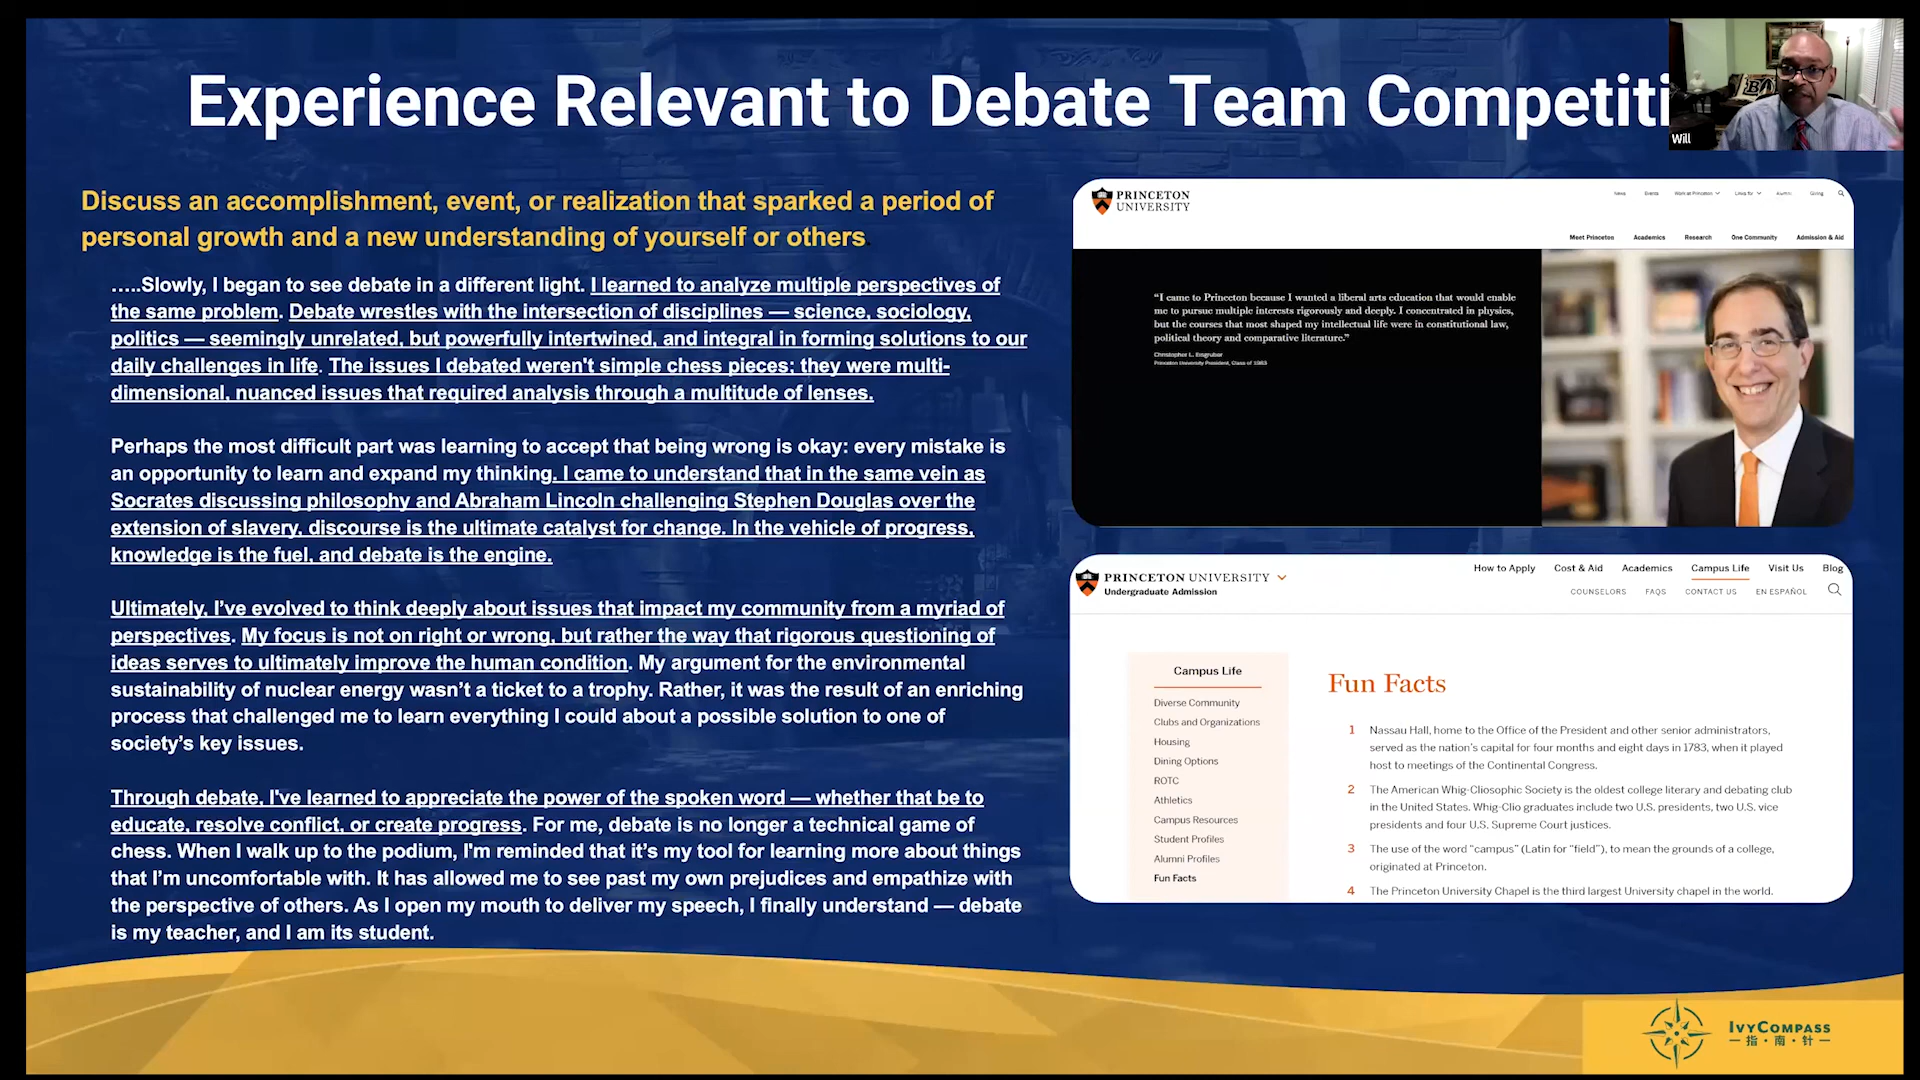 Experience Relevant to Debate Team Competiti
Will
Discuss an accomplishment, event, or realization that sparked a period of
personal growth and a new understanding of yourself or others.
…..Slowly, I began to see debate in a different light. I learned to analyze multiple perspectives of
the same problem. Debate wrestles with the intersection of disciplines — science, sociology,
politics — seemingly unrelated, but powerfully intertwined, and integral in forming solutions to our
daily challenges in life. The issues I debated weren't simple chess pieces; they were multi-
dimensional, nuanced issues that required analysis through a multitude of lenses.
Perhaps the most difficult part was learning to accept that being wrong is okay: every mistake is
an opportunity to learn and expand my thinking. I came to understand that in the same vein as
Socrates discussing philosophy and Abraham Lincoln challenging Stephen Douglas over the
extension of slavery, discourse is the ultimate catalyst for change. In the vehicle of progress,
knowledge is the fuel, and debate is the engine.
Ultimately, I've evolved to think deeply about issues that impact my community from a myriad of
perspectives. My focus is not on right or wrong, but rather the way that rigorous questioning of
ideas serves to ultimately improve the human condition. My argument for the environmental
sustainability of nuclear energy wasn't a ticket to a trophy. Rather, it was the result of an enriching
process that challenged me to learn everything I could about a possible solution to one of
society's key issues.
Through debate, I've learned to appreciate the power of the spoken word — whether that be to
educate, resolve conflict, or create progress. For me, debate is no longer a technical game of
chess. When I walk up to the podium, I'm reminded that it's my tool for learning more about things
that I'm uncomfortable with. It has allowed me to see past my own prejudices and empathize with
the perspective of others. As I open my mouth to deliver my speech, I finally understand — debate
is my teacher, and I am its student.
PRINCETON
UNIVERSITY
News Events Work at Princeton Links for Alumni Giving
Meet Princeton Academics Research One Community Admission & Aid
“I came to Princeton because I wanted a liberal arts education that would enable
me to pursue multiple interests rigorously and deeply. I concentrated in physics,
but the courses that most shaped my intellectual life were in constitutional law,
political theory and comparative literature.”
Christopher L. Eisgruber
Princeton University President, Class of 1983
PRINCETON UNIVERSITY
Undergraduate Admission
How to Apply Cost & Aid Academics Campus Life Visit Us Blog
COUNSELORS FAQS CONTACT US EN ESPAÑOL
Campus Life
Diverse Community
Clubs and Organizations
Housing
Dining Options
ROTC
Athletics
Campus Resources
Student Profiles
Alumni Profiles
Fun Facts
Fun Facts
1 Nassau Hall, home to the Office of the President and other senior administrators,
served as the nation's capital for four months and eight days in 1783, when it played
host to meetings of the Continental Congress.
2 The American Whig-Cliosophic Society is the oldest college literary and debating club
in the United States. Whig-Clio graduates include two U.S. presidents, two U.S. vice
presidents and four U.S. Supreme Court justices.
3 The use of the word “campus” (Latin for “field”), to mean the grounds of a college,
originated at Princeton.
4 The Princeton University Chapel is the third largest University chapel in the world.
IVYCOMPASS
指·南·针